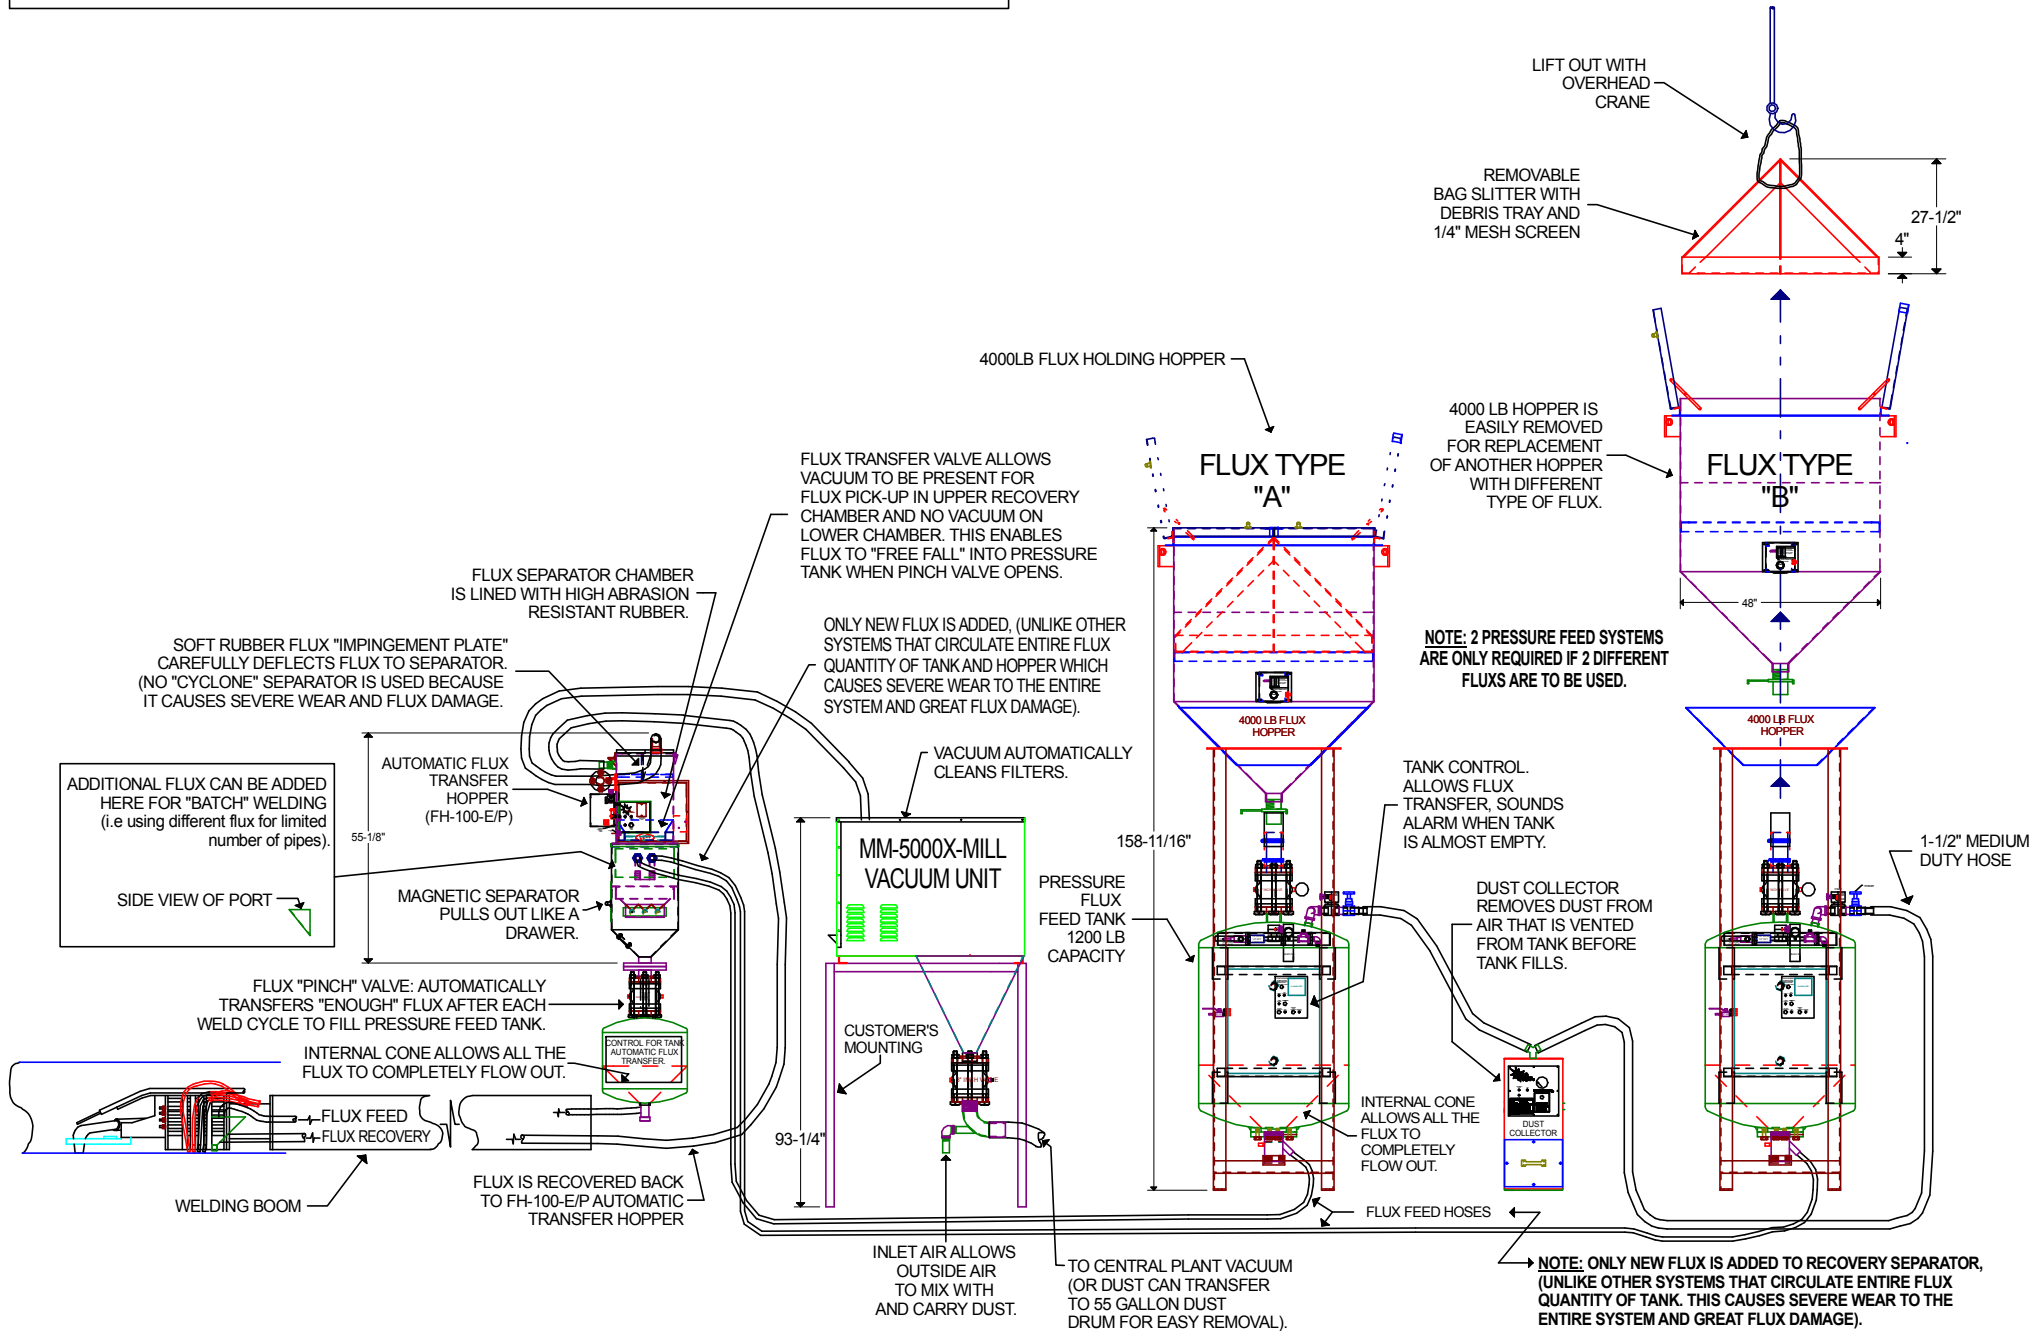 LIFT OUT WITH
OVERHEAD
CRANE
REMOVABLE
BAG SLITTER WITH
DEBRIS TRAY AND
1/4" MESH SCREEN
27-1/2"
4"
4000LB FLUX HOLDING HOPPER
4000 LB HOPPER IS
EASILY REMOVED
FOR REPLACEMENT
OF ANOTHER HOPPER
WITH DIFFERENT
TYPE OF FLUX.
FLUX TYPE
"A"
FLUX TYPE
"B"
48"
FLUX TRANSFER VALVE ALLOWS
VACUUM TO BE PRESENT FOR
FLUX PICK-UP IN UPPER RECOVERY
CHAMBER AND NO VACUUM ON
LOWER CHAMBER. THIS ENABLES
FLUX TO "FREE FALL" INTO PRESSURE
TANK WHEN PINCH VALVE OPENS.
FLUX SEPARATOR CHAMBER
IS LINED WITH HIGH ABRASION
RESISTANT RUBBER.
ONLY NEW FLUX IS ADDED, (UNLIKE OTHER
SYSTEMS THAT CIRCULATE ENTIRE FLUX
QUANTITY OF TANK AND HOPPER WHICH
CAUSES SEVERE WEAR TO THE ENTIRE
SYSTEM AND GREAT FLUX DAMAGE).
SOFT RUBBER FLUX "IMPINGEMENT PLATE"
CAREFULLY DEFLECTS FLUX TO SEPARATOR.
(NO "CYCLONE" SEPARATOR IS USED BECAUSE
IT CAUSES SEVERE WEAR AND FLUX DAMAGE.
NOTE: 2 PRESSURE FEED SYSTEMS
ARE ONLY REQUIRED IF 2 DIFFERENT
FLUXS ARE TO BE USED.
4000 LB FLUX
HOPPER
4000 LB FLUX
HOPPER
ADDITIONAL FLUX CAN BE ADDED
HERE FOR "BATCH" WELDING
(i.e using different flux for limited
number of pipes).
SIDE VIEW OF PORT
55-1/8"
AUTOMATIC FLUX
TRANSFER
HOPPER
(FH-100-E/P)
VACUUM AUTOMATICALLY
CLEANS FILTERS.
MM-5000X-MILL
VACUUM UNIT
MAGNETIC SEPARATOR
PULLS OUT LIKE A
DRAWER.
158-11/16"
TANK CONTROL.
ALLOWS FLUX
TRANSFER, SOUNDS
ALARM WHEN TANK
IS ALMOST EMPTY.
1-1/2" MEDIUM
DUTY HOSE
PRESSURE
FLUX
FEED TANK
1200 LB
CAPACITY
DUST COLLECTOR
REMOVES DUST FROM
AIR THAT IS VENTED
FROM TANK BEFORE
TANK FILLS.
FLUX "PINCH" VALVE: AUTOMATICALLY
TRANSFERS "ENOUGH" FLUX AFTER EACH
WELD CYCLE TO FILL PRESSURE FEED TANK.
CONTROL FOR TANK
AUTOMATIC FLUX
TRANSFER.
INTERNAL CONE ALLOWS ALL THE
FLUX TO COMPLETELY FLOW OUT.
CUSTOMER'S
MOUNTING
FLUX FEED
FLUX RECOVERY
93-1/4"
INTERNAL CONE
ALLOWS ALL THE
FLUX TO
COMPLETELY
FLOW OUT.
DUST
COLLECTOR
WELDING BOOM
FLUX IS RECOVERED BACK
TO FH-100-E/P AUTOMATIC
TRANSFER HOPPER
FLUX FEED HOSES
INLET AIR ALLOWS
OUTSIDE AIR
TO MIX WITH
AND CARRY DUST.
TO CENTRAL PLANT VACUUM
(OR DUST CAN TRANSFER
TO 55 GALLON DUST
DRUM FOR EASY REMOVAL).
NOTE: ONLY NEW FLUX IS ADDED TO RECOVERY SEPARATOR,
(UNLIKE OTHER SYSTEMS THAT CIRCULATE ENTIRE FLUX
QUANTITY OF TANK. THIS CAUSES SEVERE WEAR TO THE
ENTIRE SYSTEM AND GREAT FLUX DAMAGE).